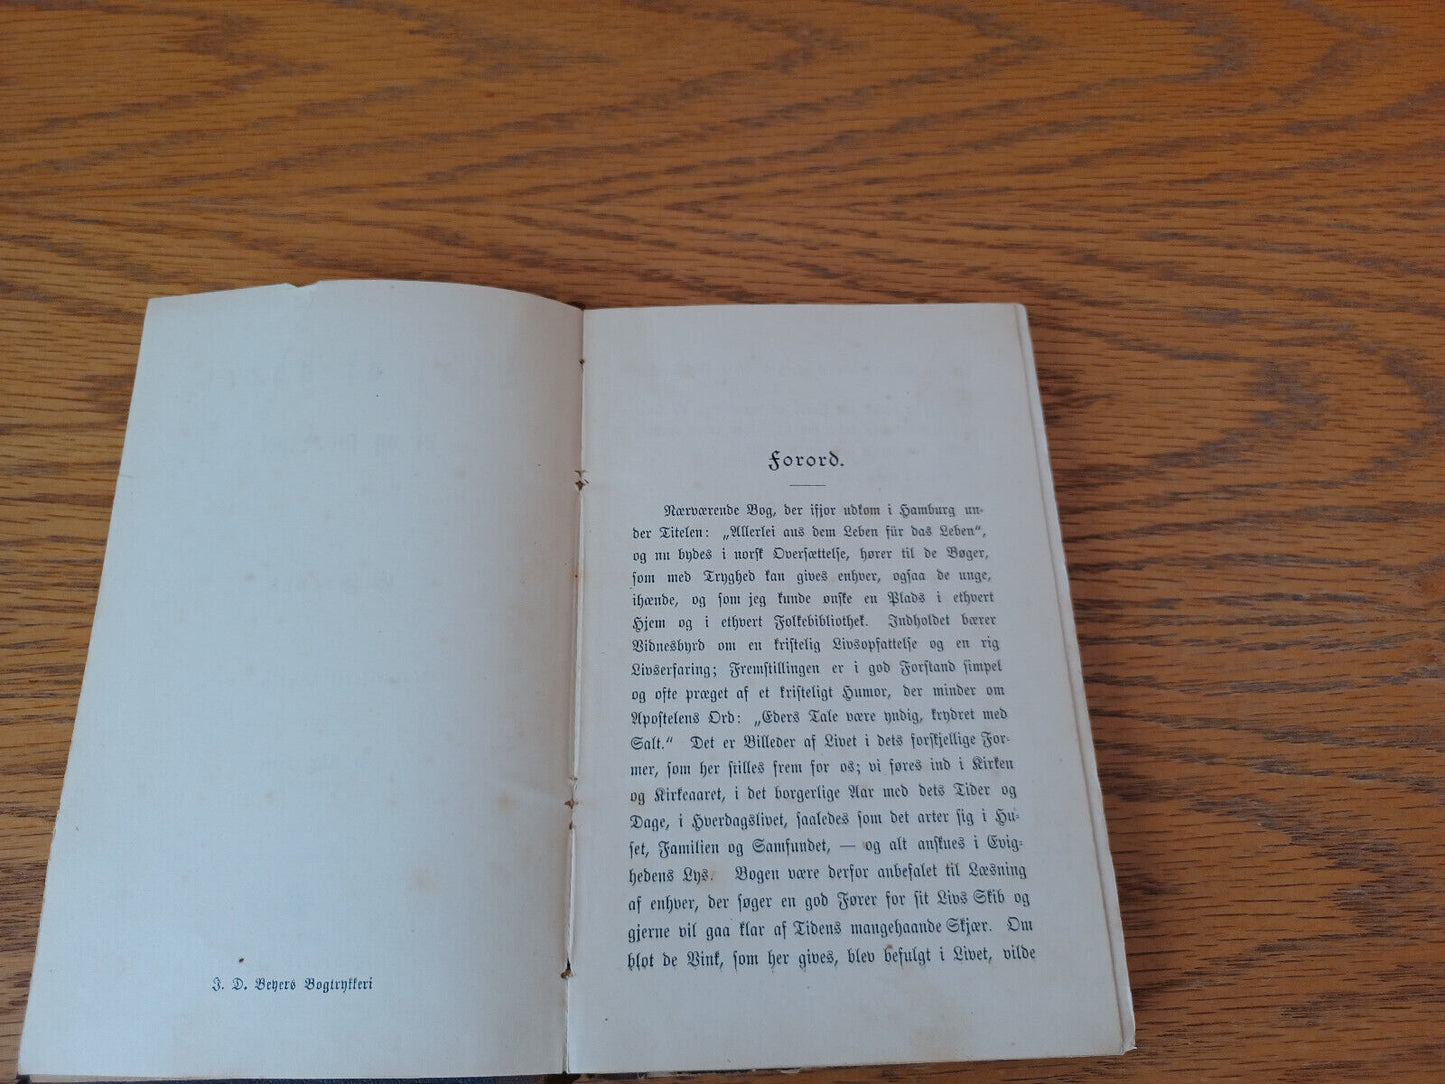 J. D. Beyers Bogtrykkeri
Forord.
Nærværende Bog, der ifjor udkom i Hamburg un-
der Titelen: „Allerlei aus dem Leben für das Leben“,
og nu bydes i norsk Oversættelse, hører til de Bøger,
som med Tryghed kan gives enhver, ogsaa de unge,
ihænde, og som jeg kunde ønske en Plads i ethvert
Hjem og i ethvert Folkebibliothek. Indholdet bærer
Vidnesbyrd om en kristelig Livsopfattelse og en rig
Livserfaring; Fremstillingen er i god Forstand simpel
og ofte præget af et kristeligt Humor, der minder om
Apostelens Ord: „Eders Tale være yndig, krydret med
Salt.“ Det er Billeder af Livet i dets forskjellige For-
mer, som her stilles frem for os; vi føres ind i Kirken
og Kirkeaaret, i det borgerlige Aar med dets Tider og
Dage, i Hverdagslivet, saaledes som det arter sig i Hu-
set, Familien og Samfundet, — og alt anskues i Evig-
hedens Lys. Bogen være derfor anbefalet til Læsning
af enhver, der søger en god Fører for sit Livs Skib og
gjerne vil gaa klar af Tidens mangehaande Skjær. Om
blot de Vink, som her gives, blev befulgt i Livet, vilde